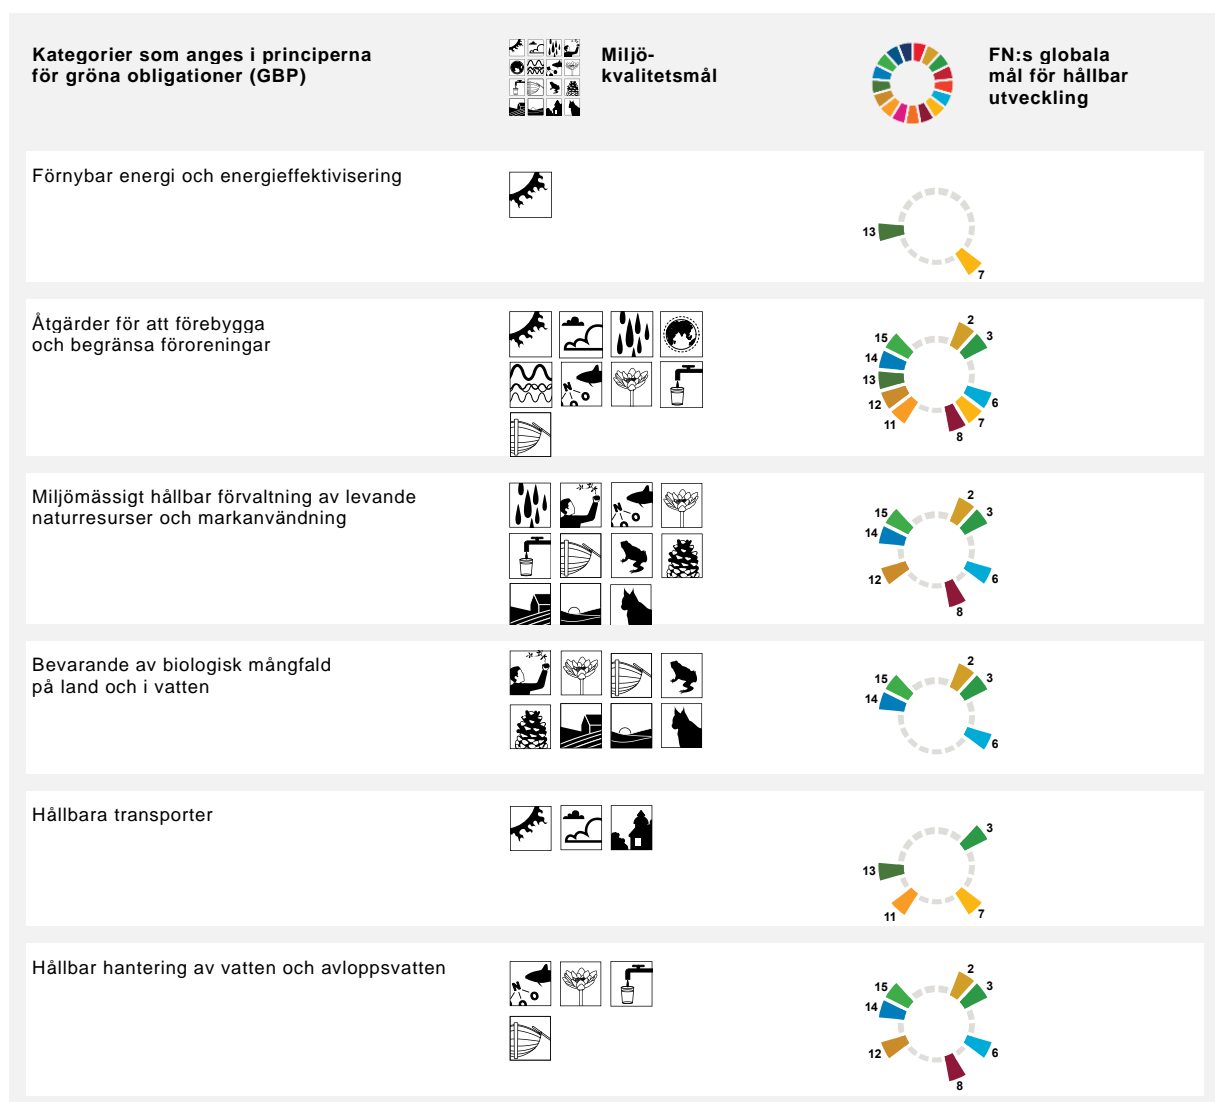 Kategorier som anges i principerna
för gröna obligationer (GBP)
Miljö-
kvalitetsmål
FN:s globala
mål för hållbar
utveckling
Förnybar energi och energieffektivisering
13
7
Åtgärder för att förebygga
och begränsa föroreningar
2
3
15
14
13
12
11
6
7
8
Miljömässigt hållbar förvaltning av levande
naturresurser och markanvändning
2
3
15
14
12
6
8
Bevarande av biologisk mångfald
på land och i vatten
2
3
15
14
6
Hållbara transporter
3
13
11
7
Hållbar hantering av vatten och avloppsvatten
2
3
15
14
12
6
8